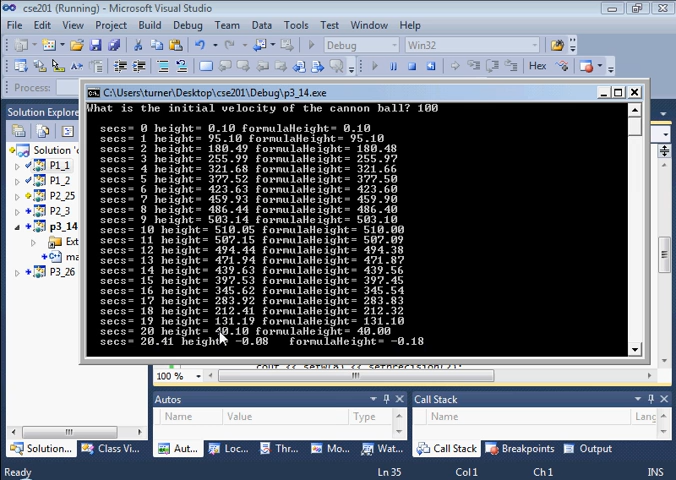 cse201 (Running) - Microsoft Visual Studio
File Edit View Project Build Debug Team Data Tools Test Window Help
Debug Win32
Hex
Process:
C:\Users\turner\Desktop\cse201\Debug\p3_14.exe
What is the initial velocity of the cannon ball? 100
secs= 0 height= 0.10 formulaHeight= 0.10
secs= 1 height= 95.10 formulaHeight= 95.10
secs= 2 height= 180.49 formulaHeight= 180.48
secs= 3 height= 255.99 formulaHeight= 255.97
secs= 4 height= 321.68 formulaHeight= 321.66
secs= 5 height= 377.52 formulaHeight= 377.50
secs= 6 height= 423.63 formulaHeight= 423.60
secs= 7 height= 459.93 formulaHeight= 459.90
secs= 8 height= 486.44 formulaHeight= 486.40
secs= 9 height= 503.14 formulaHeight= 503.10
secs= 10 height= 510.05 formulaHeight= 510.00
secs= 11 height= 507.15 formulaHeight= 507.09
secs= 12 height= 494.44 formulaHeight= 494.38
secs= 13 height= 471.94 formulaHeight= 471.87
secs= 14 height= 439.63 formulaHeight= 439.56
secs= 15 height= 397.53 formulaHeight= 397.45
secs= 16 height= 345.62 formulaHeight= 345.54
secs= 17 height= 283.92 formulaHeight= 283.83
secs= 18 height= 212.41 formulaHeight= 212.32
secs= 19 height= 131.19 formulaHeight= 131.10
secs= 20 height= 40.10 formulaHeight= 40.00
secs= 20.41 height= -0.08 formulaHeight= -0.18
Solution Explorer
Solution '
P1_1
P1_2
P2_25
P2_3
p3_14
Ext
ma
P3_26
100 %
Autos
Name Value Type
Call Stack
Name Lang
Solution... Class Vi... Aut... Loc... Thr... Mo... Wat... Call Stack Breakpoints Output
Ready Ln 35 Col 1 Ch 1 INS